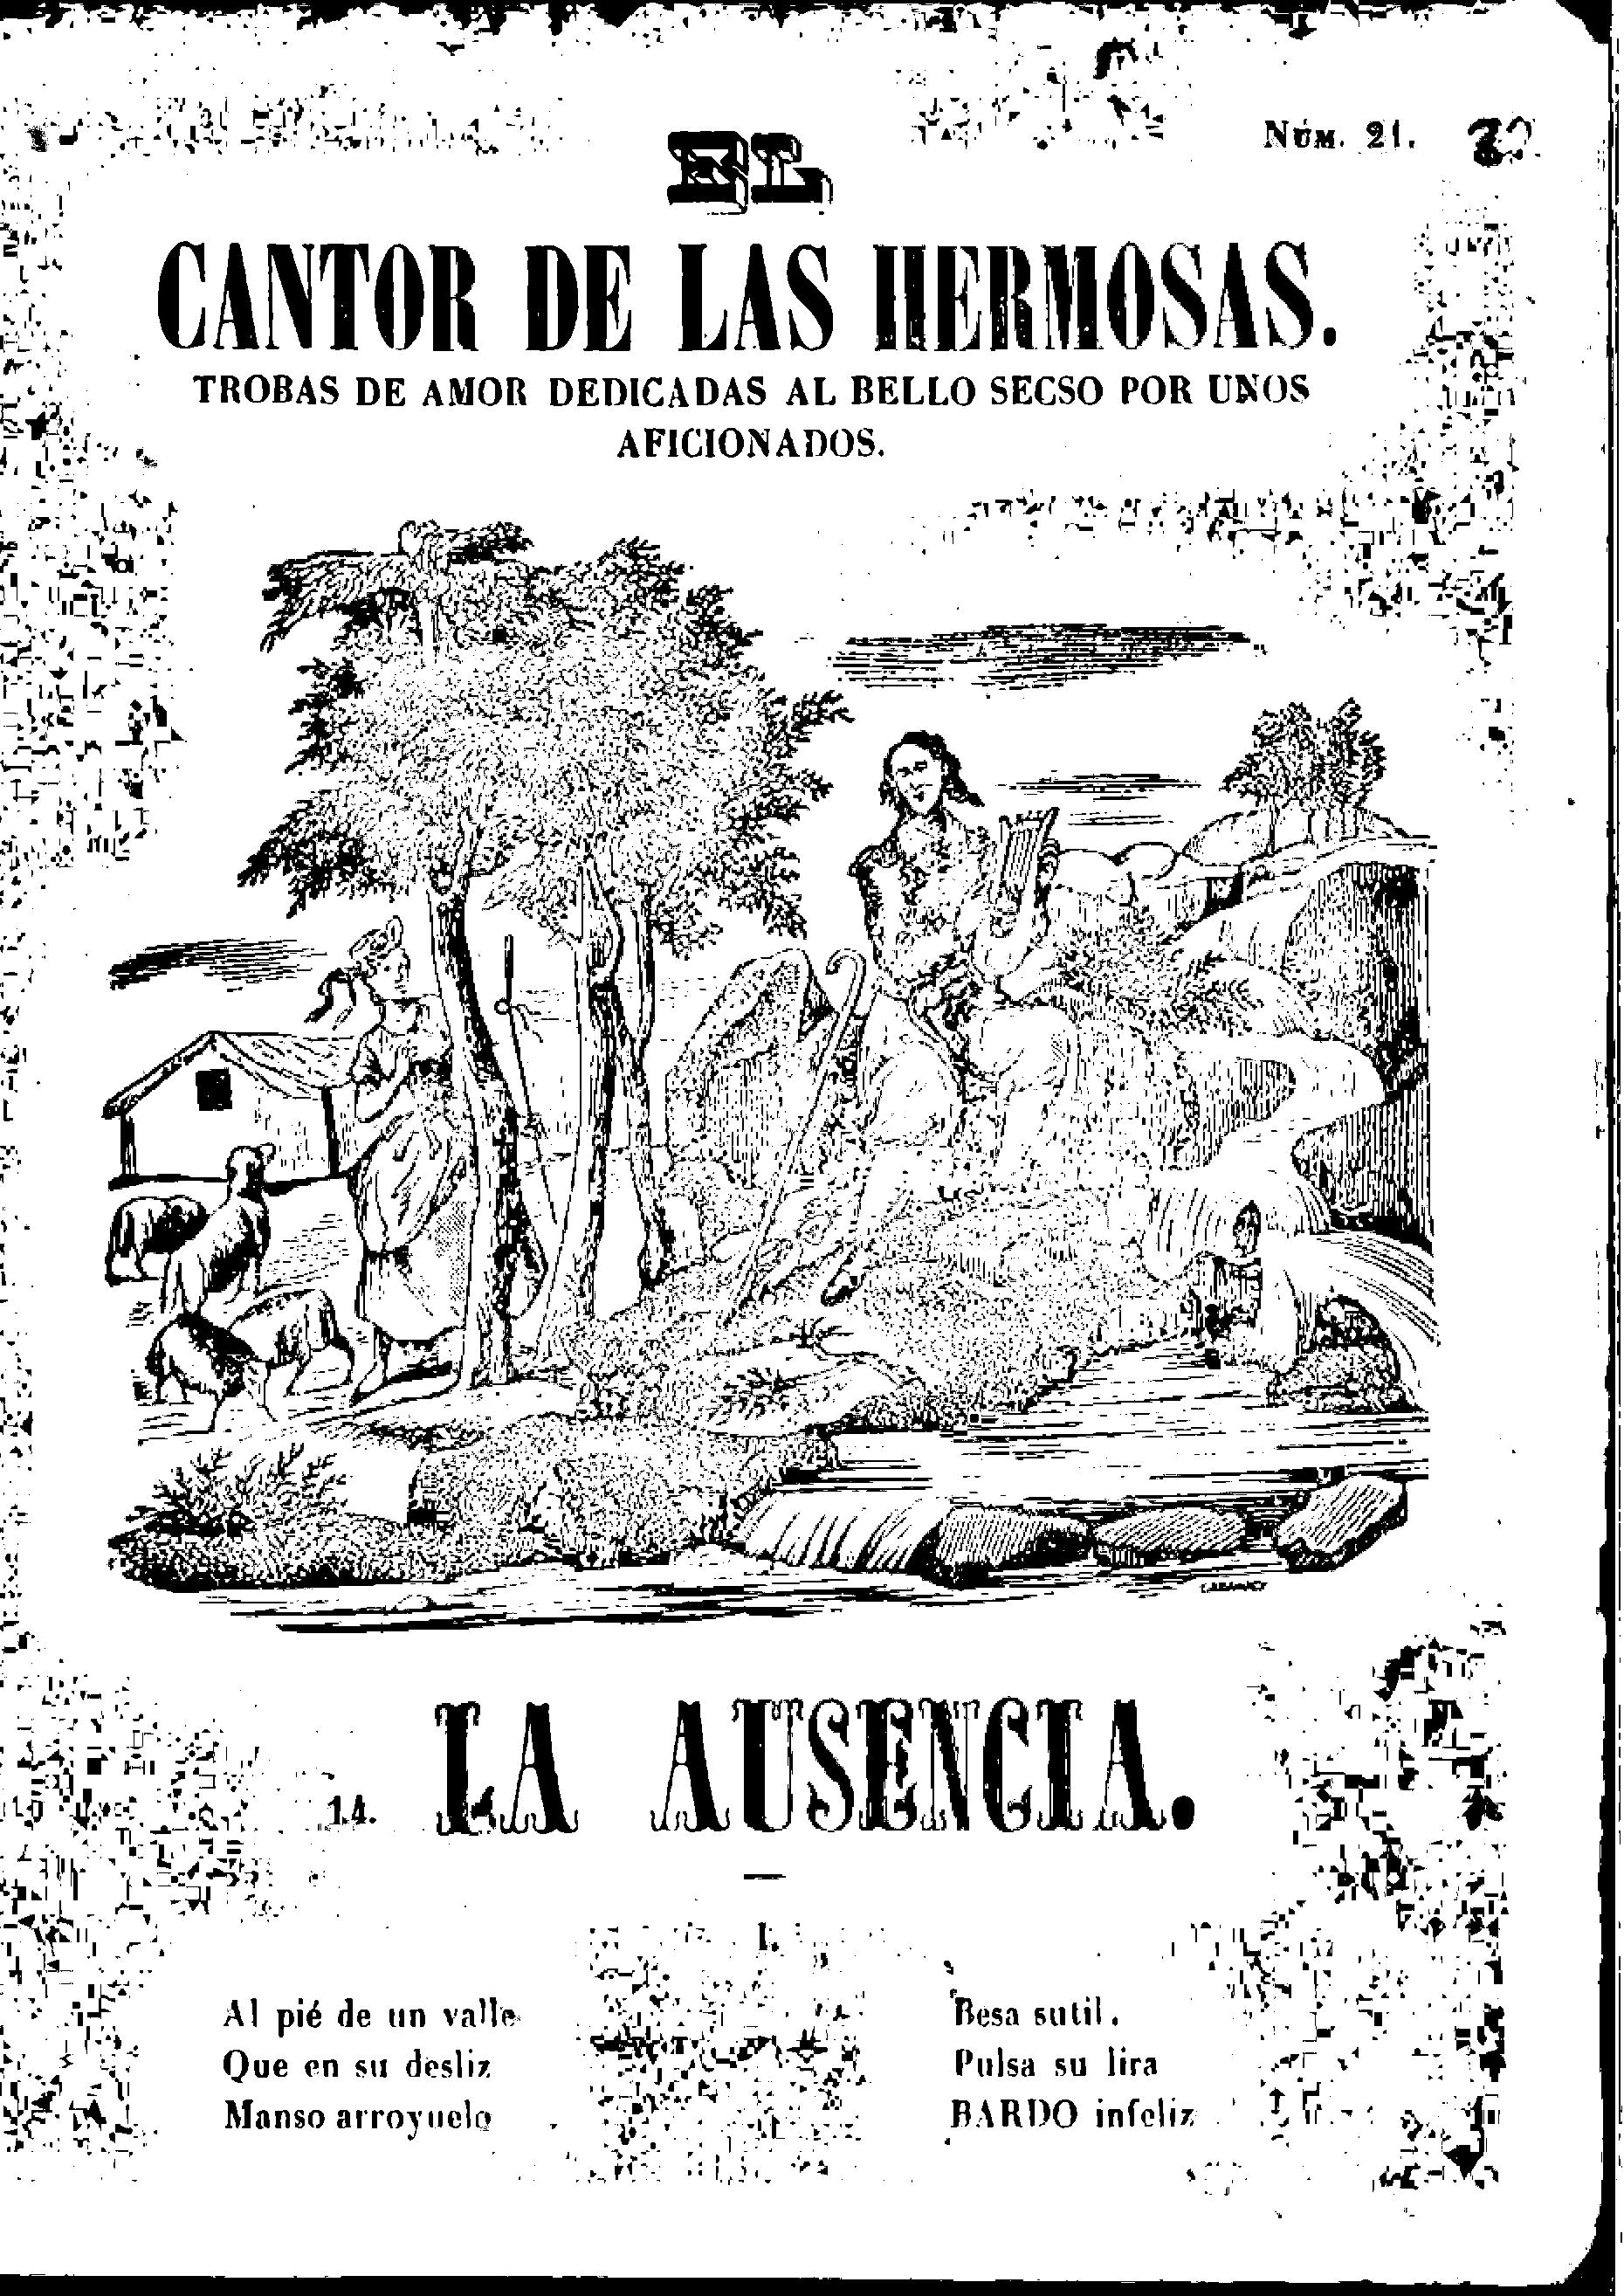 NÚM. 21.
EL
CANTOR DE LAS HERMOSAS.
TROBAS DE AMOR DEDICADAS AL BELLO SECSO POR UNOS
AFICIONADOS.
14. LA AUSENCIA.
I.
Al pié de un valle
Que en su desliz
Manso arroyuelo
Besa sutil,
Pulsa su lira
BARDO infeliz